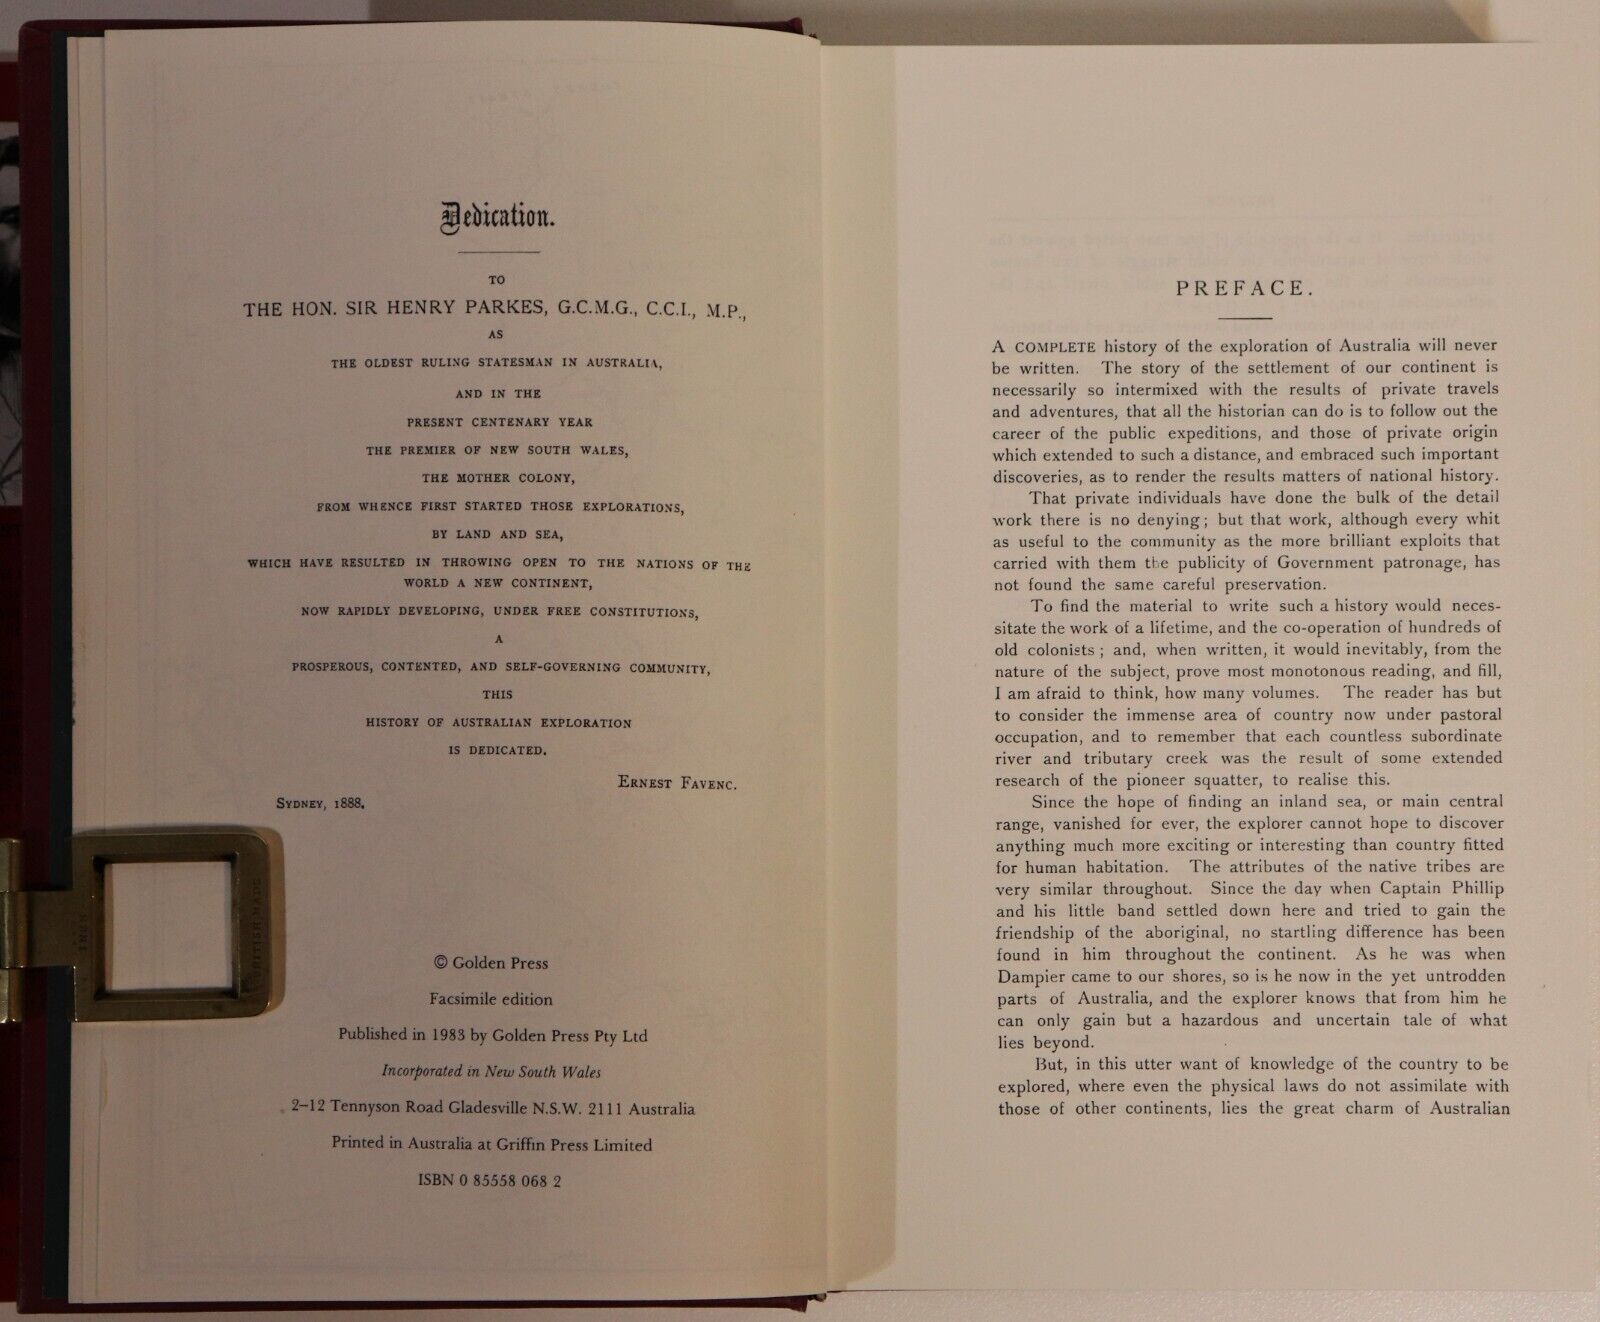 Dedication.
TO
THE HON. SIR HENRY PARKES, G.C.M.G., C.C.I., M.P.,
AS
THE OLDEST RULING STATESMAN IN AUSTRALIA,
AND IN THE
PRESENT CENTENARY YEAR
THE PREMIER OF NEW SOUTH WALES,
THE MOTHER COLONY,
FROM WHENCE FIRST STARTED THOSE EXPLORATIONS,
BY LAND AND SEA,
WHICH HAVE RESULTED IN THROWING OPEN TO THE NATIONS OF THE
WORLD A NEW CONTINENT,
NOW RAPIDLY DEVELOPING, UNDER FREE CONSTITUTIONS,
A
PROSPEROUS, CONTENTED, AND SELF-GOVERNING COMMUNITY,
THIS
HISTORY OF AUSTRALIAN EXPLORATION
IS DEDICATED.
ERNEST FAVENC.
SYDNEY, 1888.
© Golden Press
Facsimile edition
Published in 1983 by Golden Press Pty Ltd
Incorporated in New South Wales
2–12 Tennyson Road Gladesville N.S.W. 2111 Australia
Printed in Australia at Griffin Press Limited
ISBN 0 85558 068 2
BRITISH MADE
PREFACE.
A COMPLETE history of the exploration of Australia will never
be written. The story of the settlement of our continent is
necessarily so intermixed with the results of private travels
and adventures, that all the historian can do is to follow out the
career of the public expeditions, and those of private origin
which extended to such a distance, and embraced such important
discoveries, as to render the results matters of national history.
That private individuals have done the bulk of the detail
work there is no denying; but that work, although every whit
as useful to the community as the more brilliant exploits that
carried with them the publicity of Government patronage, has
not found the same careful preservation.
To find the material to write such a history would neces-
sitate the work of a lifetime, and the co-operation of hundreds of
old colonists; and, when written, it would inevitably, from the
nature of the subject, prove most monotonous reading, and fill,
I am afraid to think, how many volumes. The reader has but
to consider the immense area of country now under pastoral
occupation, and to remember that each countless subordinate
river and tributary creek was the result of some extended
research of the pioneer squatter, to realise this.
Since the hope of finding an inland sea, or main central
range, vanished for ever, the explorer cannot hope to discover
anything much more exciting or interesting than country fitted
for human habitation. The attributes of the native tribes are
very similar throughout. Since the day when Captain Phillip
and his little band settled down here and tried to gain the
friendship of the aboriginal, no startling difference has been
found in him throughout the continent. As he was when
Dampier came to our shores, so is he now in the yet untrodden
parts of Australia, and the explorer knows that from him he
can only gain but a hazardous and uncertain tale of what
lies beyond.
But, in this utter want of knowledge of the country to be
explored, where even the physical laws do not assimilate with
those of other continents, lies the great charm of Australian